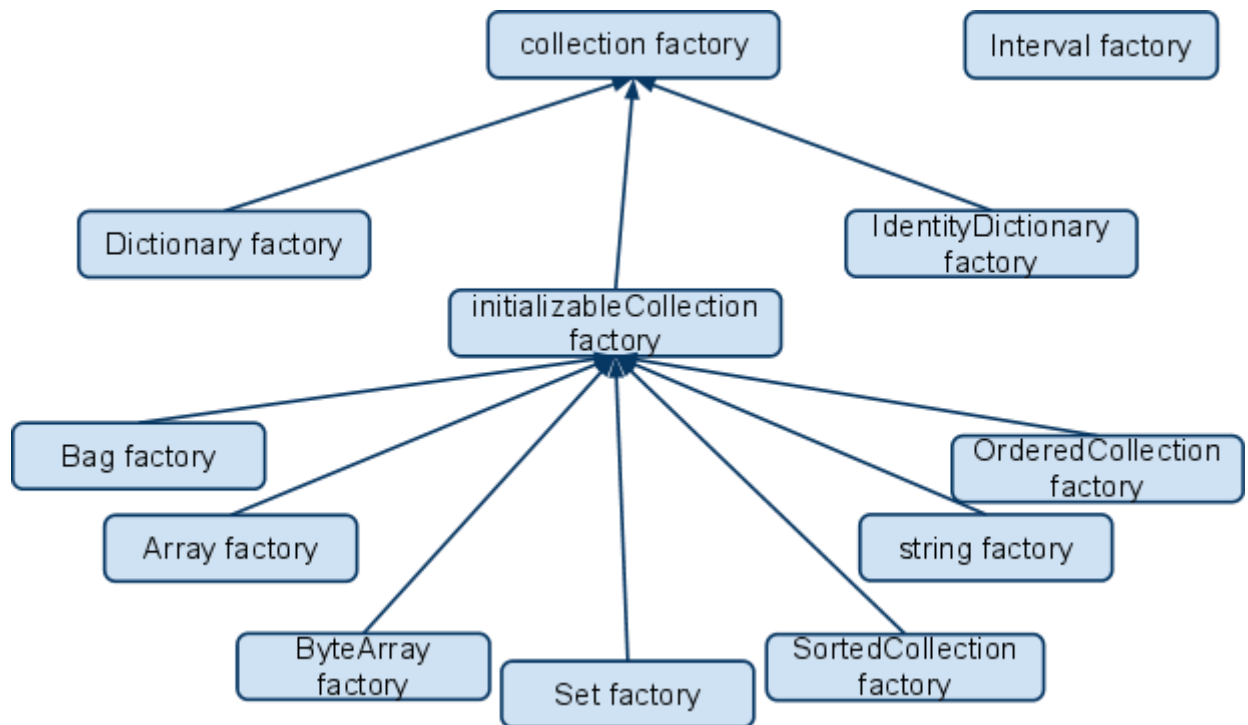 collection factory
Interval factory
Dictionary factory
IdentityDictionary
factory
initializableCollection
factory
Bag factory
OrderedCollection
factory
Array factory
string factory
ByteArray
factory
Set factory
SortedCollection
factory